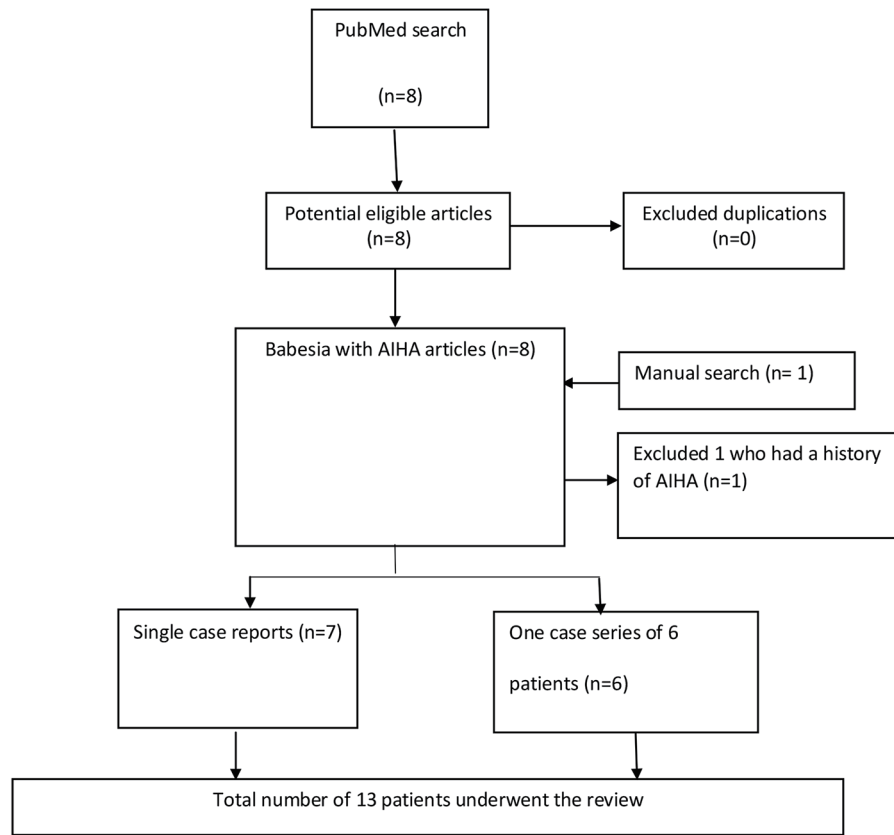 PubMed search
(n=8)
Potential eligible articles
(n=8)
Excluded duplications
(n=0)
Babesia with AIHA articles (n=8)
Manual search (n= 1)
Excluded 1 who had a history
of AIHA (n=1)
Single case reports (n=7)
One case series of 6
patients (n=6)
Total number of 13 patients underwent the review